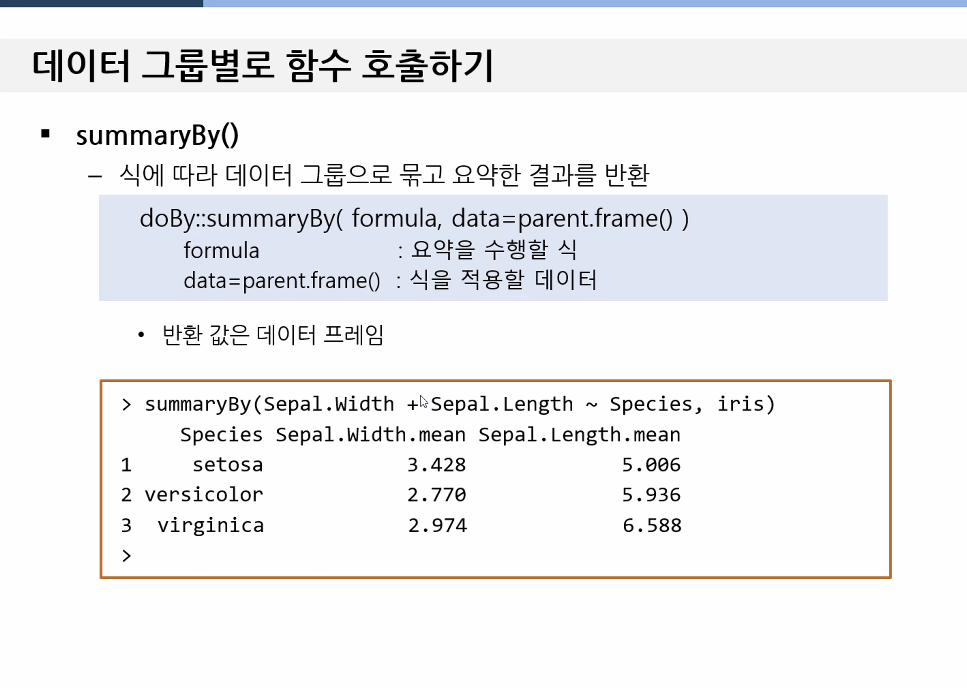 데이터 그룹별로 함수 호출하기
▪ summaryBy()
– 식에 따라 데이터 그룹으로 묶고 요약한 결과를 반환
doBy::summaryBy( formula, data=parent.frame() )
formula : 요약을 수행할 식
data=parent.frame() : 식을 적용할 데이터
• 반환 값은 데이터 프레임
> summaryBy(Sepal.Width + Sepal.Length ~ Species, iris)
Species Sepal.Width.mean Sepal.Length.mean
1 setosa 3.428 5.006
2 versicolor 2.770 5.936
3 virginica 2.974 6.588
>